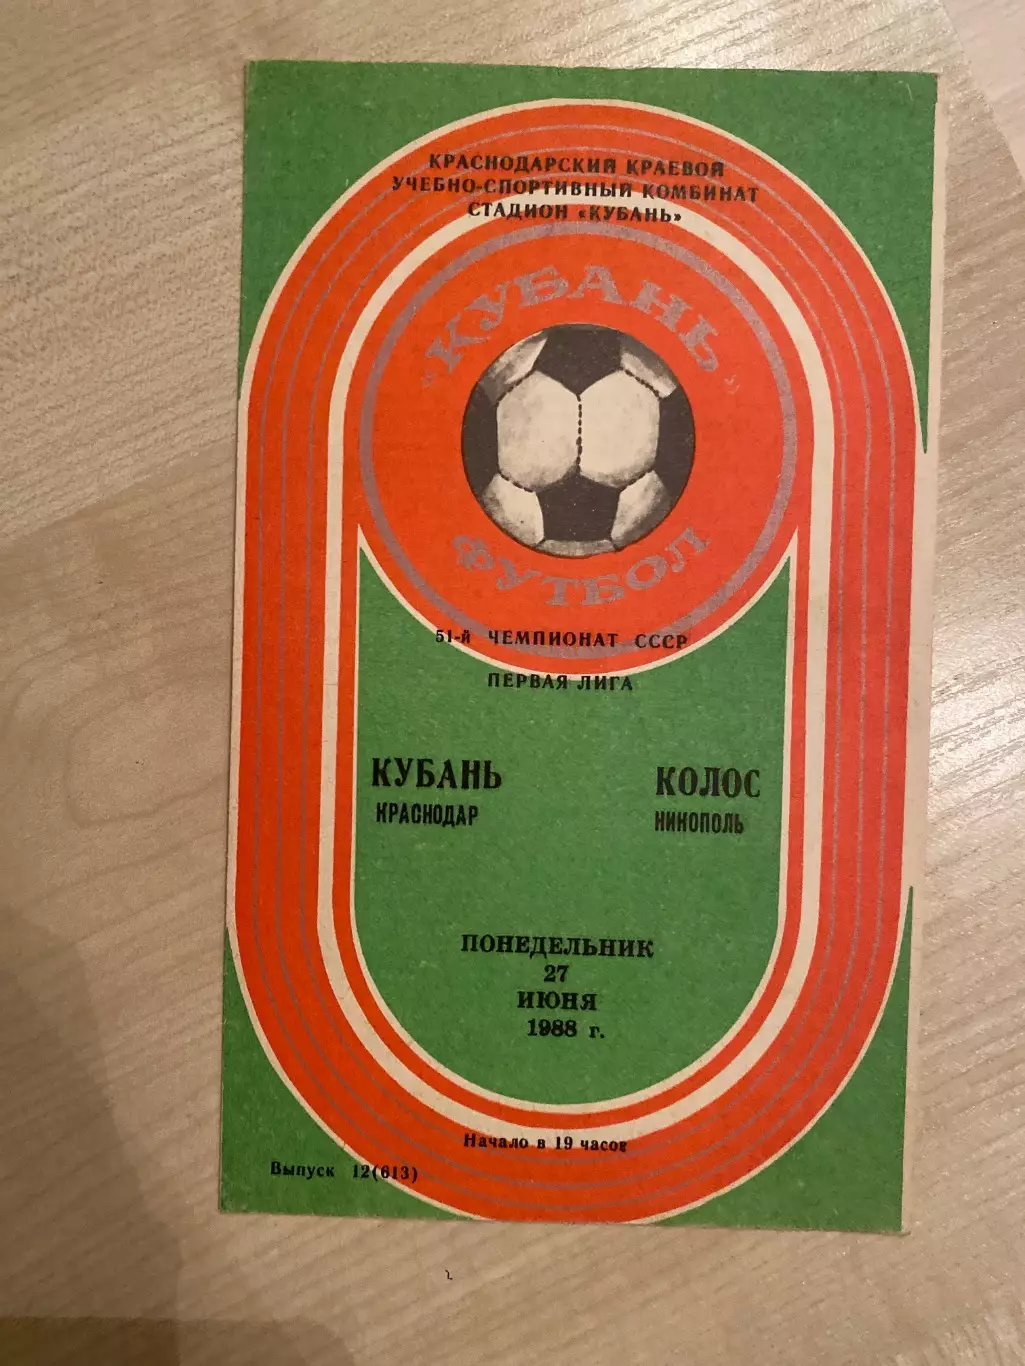 КРАСНОДАРСКИЙ КРАЕВОЙ
УЧЕБНО-СПОРТИВНЫЙ КОМБИНАТ
СТАДИОН «КУБАНЬ»
«КУБАНЬ»
ФУТБОЛ
51-й ЧЕМПИОНАТ СССР
ПЕРВАЯ ЛИГА
КУБАНЬ
КРАСНОДАР
КОЛОС
НИКОПОЛЬ
ПОНЕДЕЛЬНИК
27
ИЮНЯ
1988 г.
Начало в 19 часов
Выпуск 12(613)